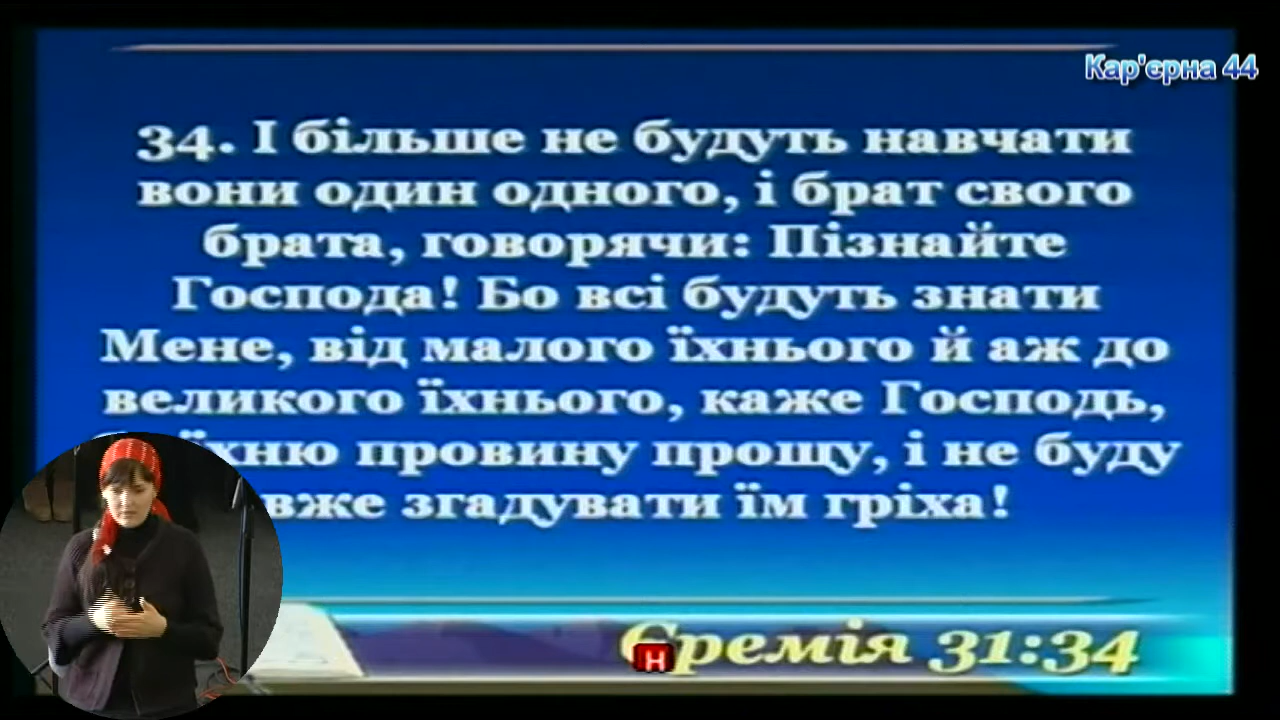 Кар'єрна 44
34. І більше не будуть навчати
вони один одного, і брат свого
брата, говорячи: Пізнайте
Господа! Бо всі будуть знати
Мене, від малого їхнього й аж до
великого їхнього, каже Господь,
їхню провину прощу, і не буду
вже згадувати їм гріха!
Єремія 31:34
Н